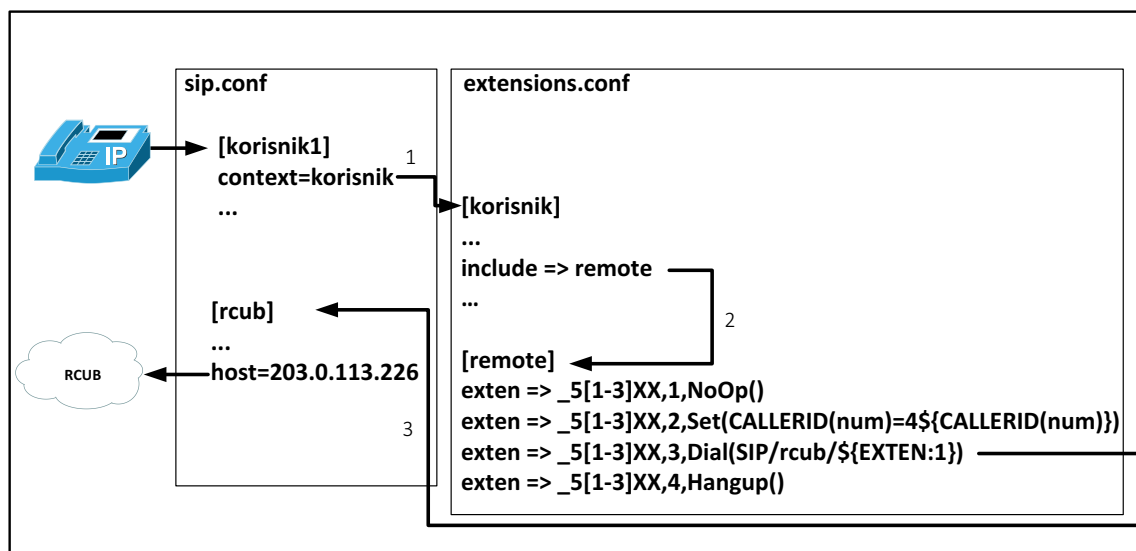 sip.conf
IP
[korisnik1]
context=korisnik
...
1
[rcub]
...
host=203.0.113.226
RCUB
3
extensions.conf
[korisnik]
...
include => remote
...
2
[remote]
exten => _5[1-3]XX,1,NoOp()
exten => _5[1-3]XX,2,Set(CALLERID(num)=4${CALLERID(num)})
exten => _5[1-3]XX,3,Dial(SIP/rcub/${EXTEN:1})
exten => _5[1-3]XX,4,Hangup()